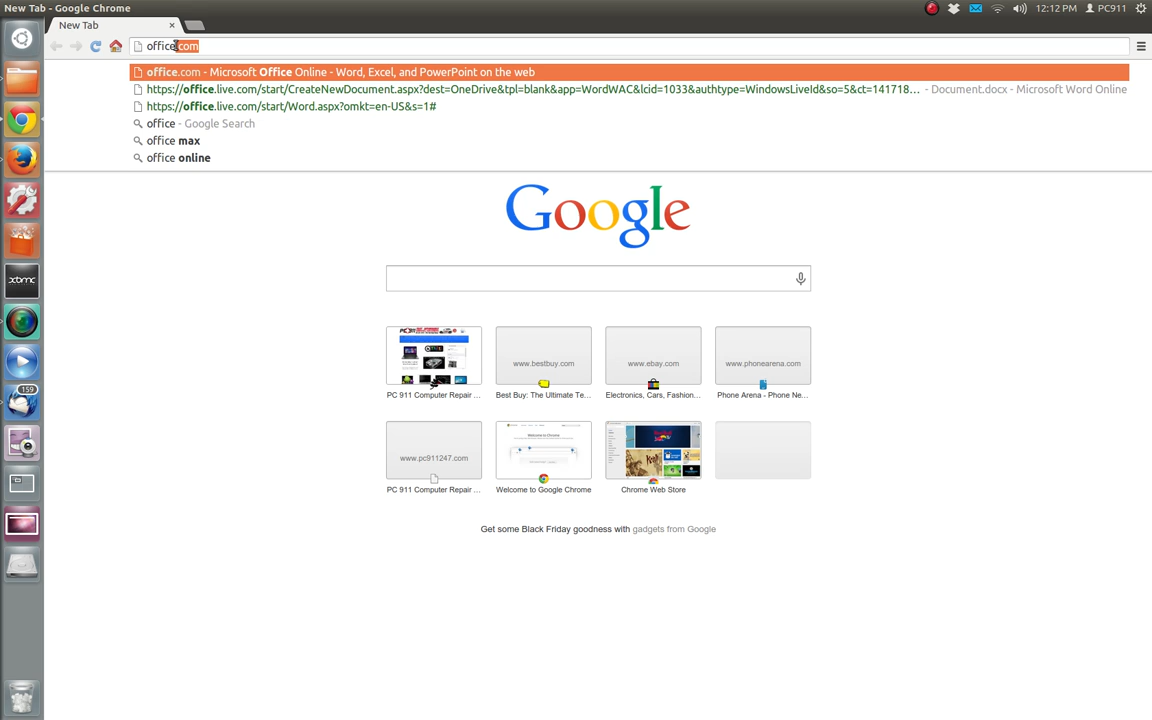 New Tab - Google Chrome
12:12 PM
PC911
New Tab
office.com
office.com - Microsoft Office Online - Word, Excel, and PowerPoint on the web
https://office.live.com/start/CreateNewDocument.aspx?dest=OneDrive&tpl=blank&app=WordWAC&lcid=1033&authtype=WindowsLiveId&so=5&ct=141718... - Document.docx - Microsoft Word Online
https://office.live.com/start/Word.aspx?omkt=en-US&s=1#
office - Google Search
office max
office online
Google
xbmc
159
www.bestbuy.com
www.ebay.com
www.phonearena.com
PC 911 Computer Repair ...
Best Buy: The Ultimate Te...
Electronics, Cars, Fashion...
Phone Arena - Phone Ne...
www.pc911247.com
Welcome to Chrome
PC 911 Computer Repair ...
Welcome to Google Chrome
Chrome Web Store
Get some Black Friday goodness with gadgets from Google